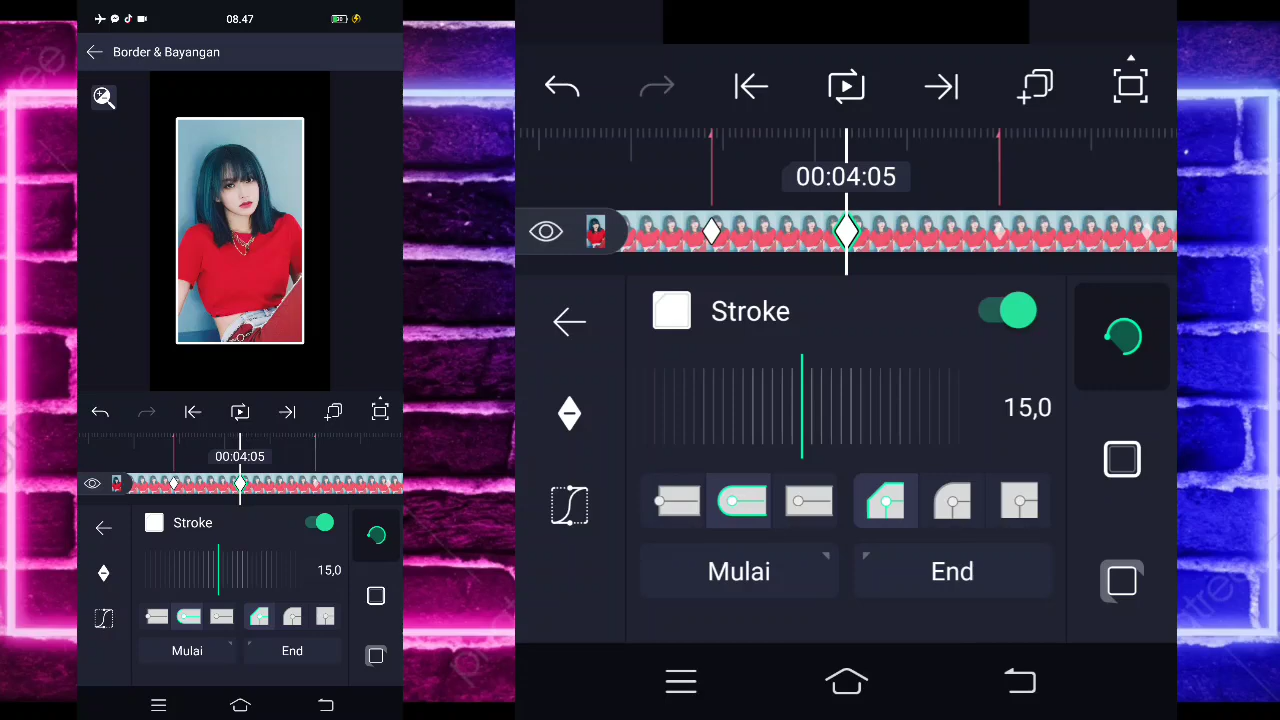 08.47
Border & Bayangan
00:04:05
Stroke
15,0
Mulai
End
00:04:05
Stroke
15,0
Mulai
End